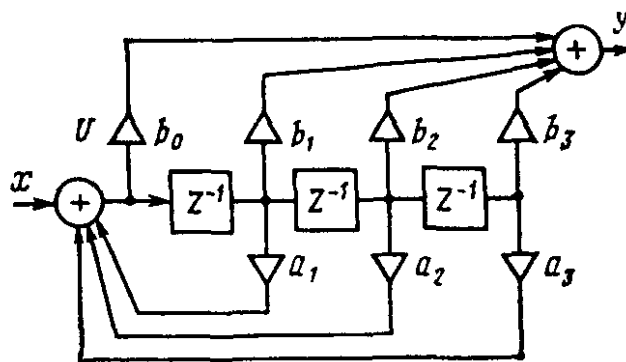 y
U b₀ b₁ b₂ b₃
x + Z⁻¹ Z⁻¹ Z⁻¹ +
a₁ a₂ a₃